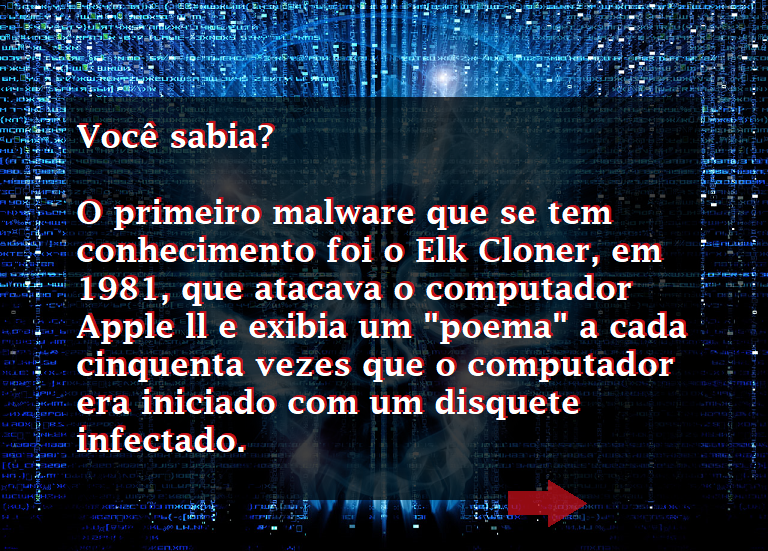 Você sabia?
O primeiro malware que se tem
conhecimento foi o Elk Cloner, em
1981, que atacava o computador
Apple ll e exibia um "poema" a cada
cinquenta vezes que o computador
era iniciado com um disquete
infectado.